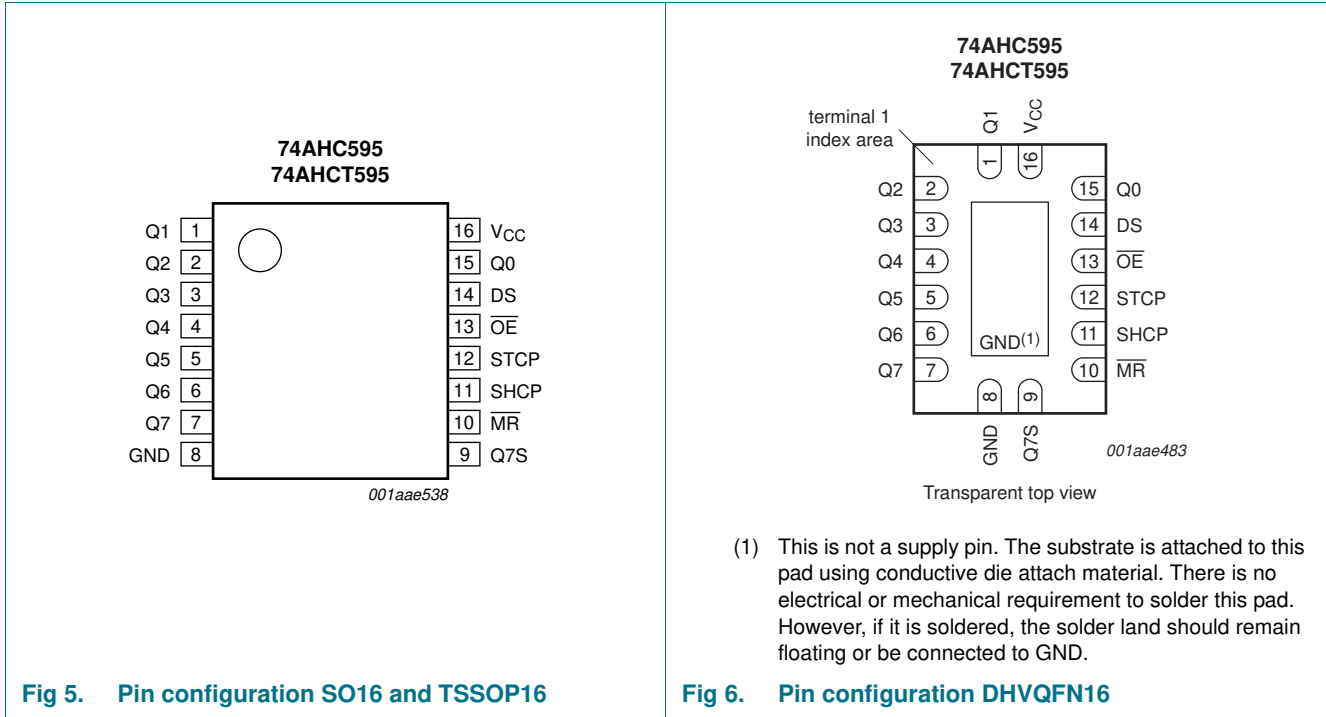 74AHC595
74AHCT595
Q1 1
Q2 2
Q3 3
Q4 4
Q5 5
Q6 6
Q7 7
GND 8
16 VCC
15 Q0
14 DS
13 O̅E̅
12 STCP
11 SHCP
10 M̅R̅
9 Q7S
001aae538
Fig 5. Pin configuration SO16 and TSSOP16
74AHC595
74AHCT595
terminal 1
index area
Q1 VCC
1 16
Q2 2
Q3 3
Q4 4
Q5 5
Q6 6
Q7 7
15 Q0
14 DS
13 O̅E̅
12 STCP
11 SHCP
10 M̅R̅
GND(1)
8 9
GND Q7S
001aae483
Transparent top view
(1) This is not a supply pin. The substrate is attached to this
pad using conductive die attach material. There is no
electrical or mechanical requirement to solder this pad.
However, if it is soldered, the solder land should remain
floating or be connected to GND.
Fig 6. Pin configuration DHVQFN16